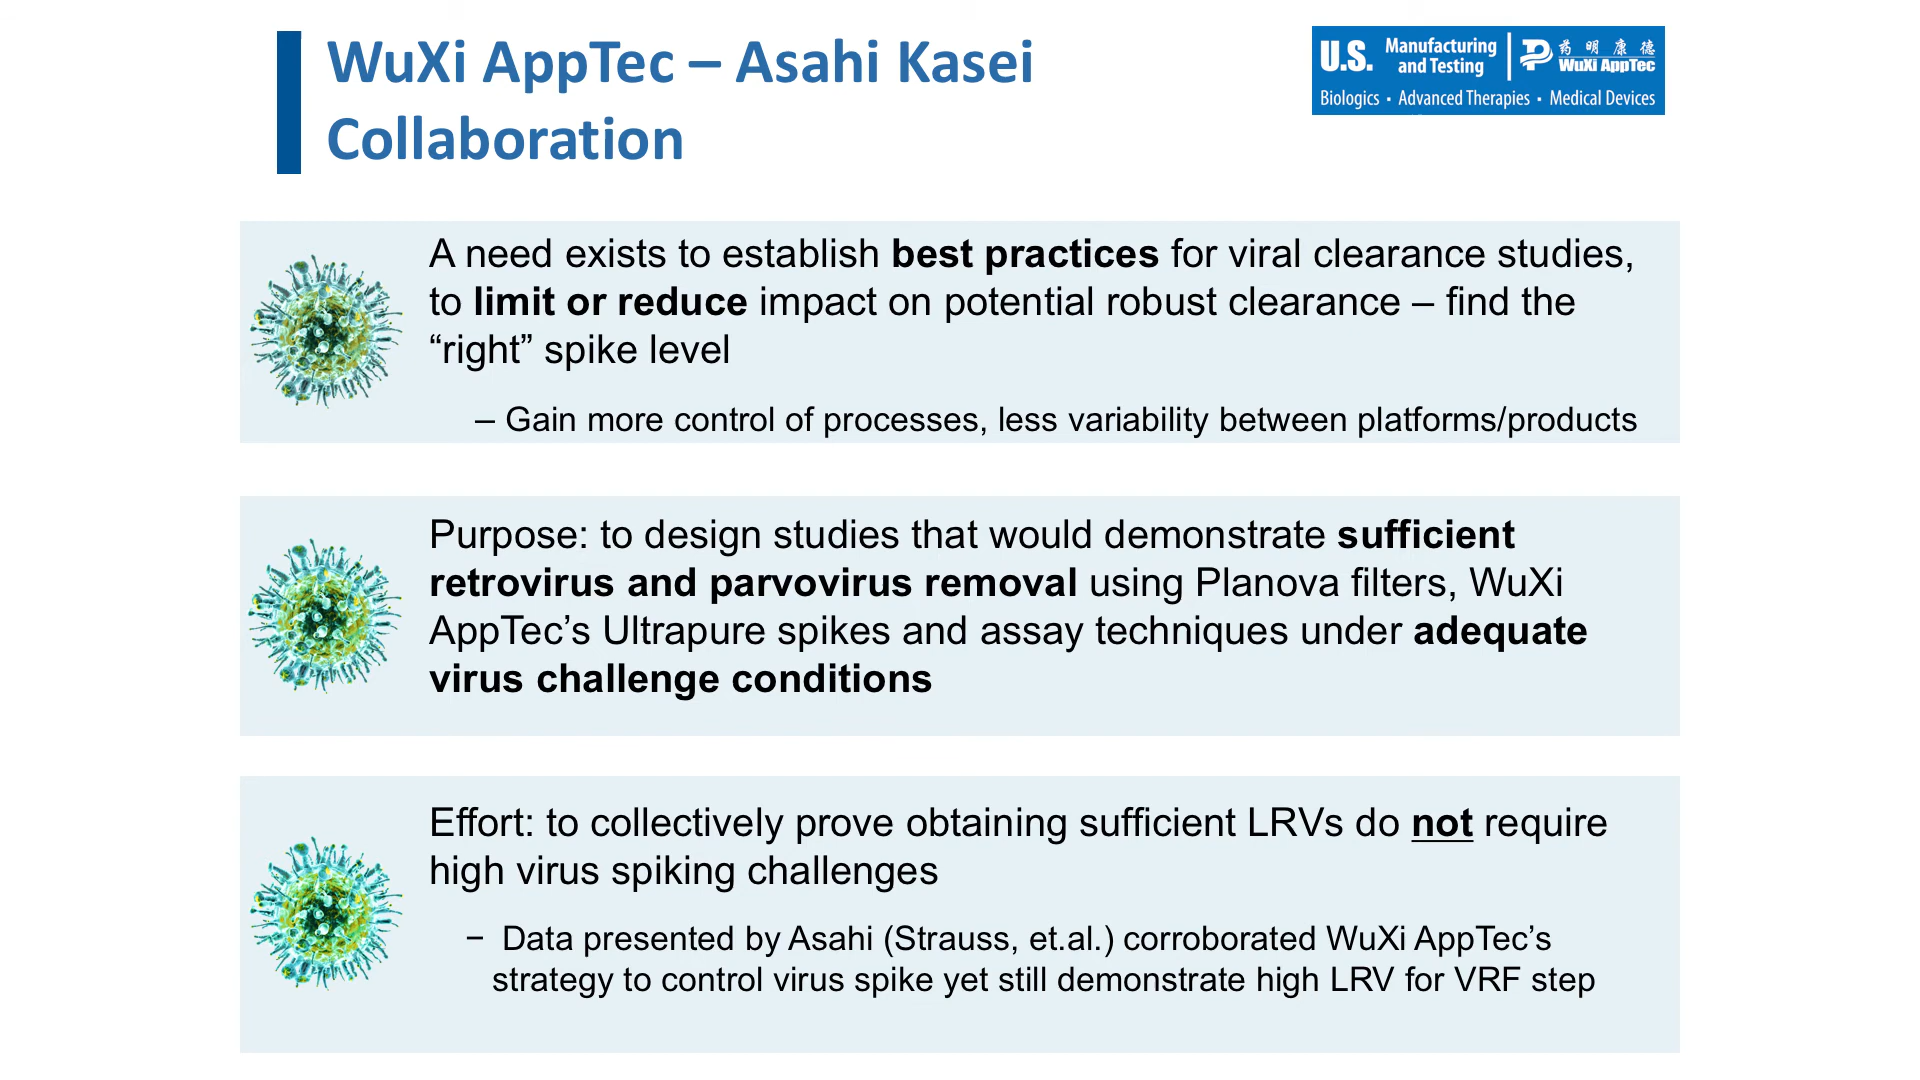 WuXi AppTec – Asahi Kasei
Collaboration
U.S. Manufacturing and Testing
药明康德
WuXi AppTec
Biologics • Advanced Therapies • Medical Devices
A need exists to establish best practices for viral clearance studies,
to limit or reduce impact on potential robust clearance – find the
“right” spike level
– Gain more control of processes, less variability between platforms/products
Purpose: to design studies that would demonstrate sufficient
retrovirus and parvovirus removal using Planova filters, WuXi
AppTec’s Ultrapure spikes and assay techniques under adequate
virus challenge conditions
Effort: to collectively prove obtaining sufficient LRVs do not require
high virus spiking challenges
− Data presented by Asahi (Strauss, et.al.) corroborated WuXi AppTec’s
strategy to control virus spike yet still demonstrate high LRV for VRF step